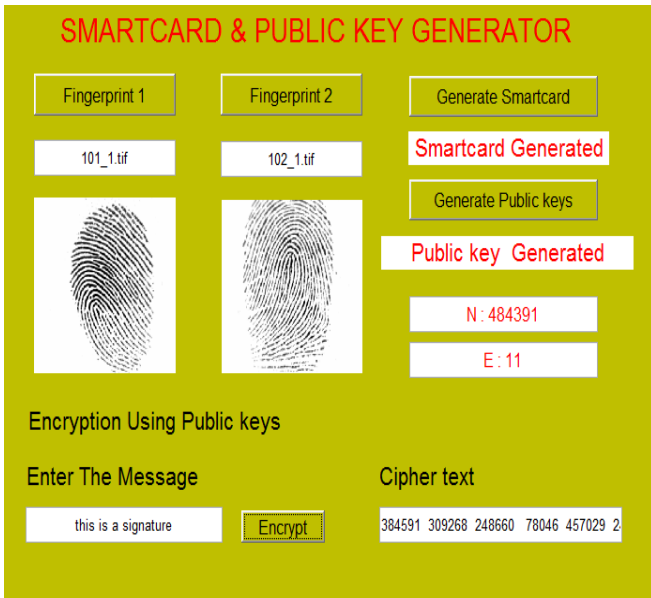 SMARTCARD & PUBLIC KEY GENERATOR
Fingerprint 1
Fingerprint 2
Generate Smartcard
101_1.tif
102_1.tif
Smartcard Generated
Generate Public keys
Public key Generated
N : 484391
E : 11
Encryption Using Public keys
Enter The Message
Cipher text
this is a signature
Encrypt
384591 309268 248660 78046 457029